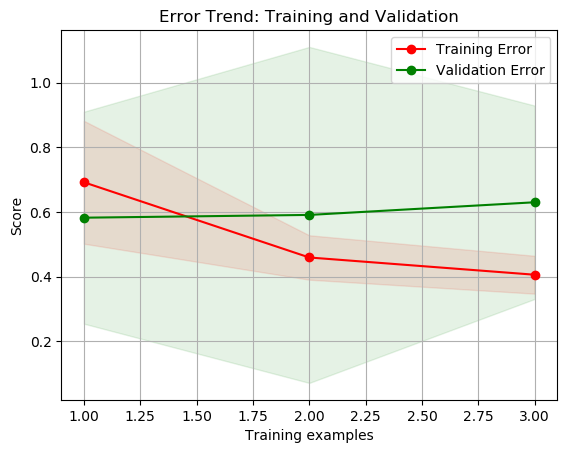 Error Trend: Training and Validation
Training Error
Validation Error
Score
1.0
0.8
0.6
0.4
0.2
1.00 1.25 1.50 1.75 2.00 2.25 2.50 2.75 3.00
Training examples